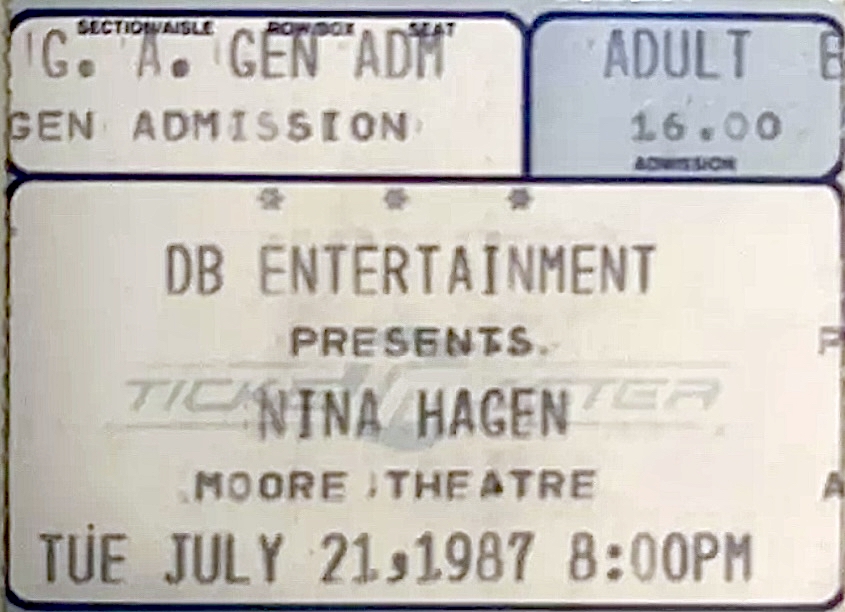 SECTION/AISLE ROW/BOX SEAT
G. A. GEN ADM ADULT
GEN ADMISSION 16.00
ADMISSION
* * *
DB ENTERTAINMENT
PRESENTS
TICKETMASTER
NINA HAGEN
MOORE THEATRE
TUE JULY 21,1987 8:00PM